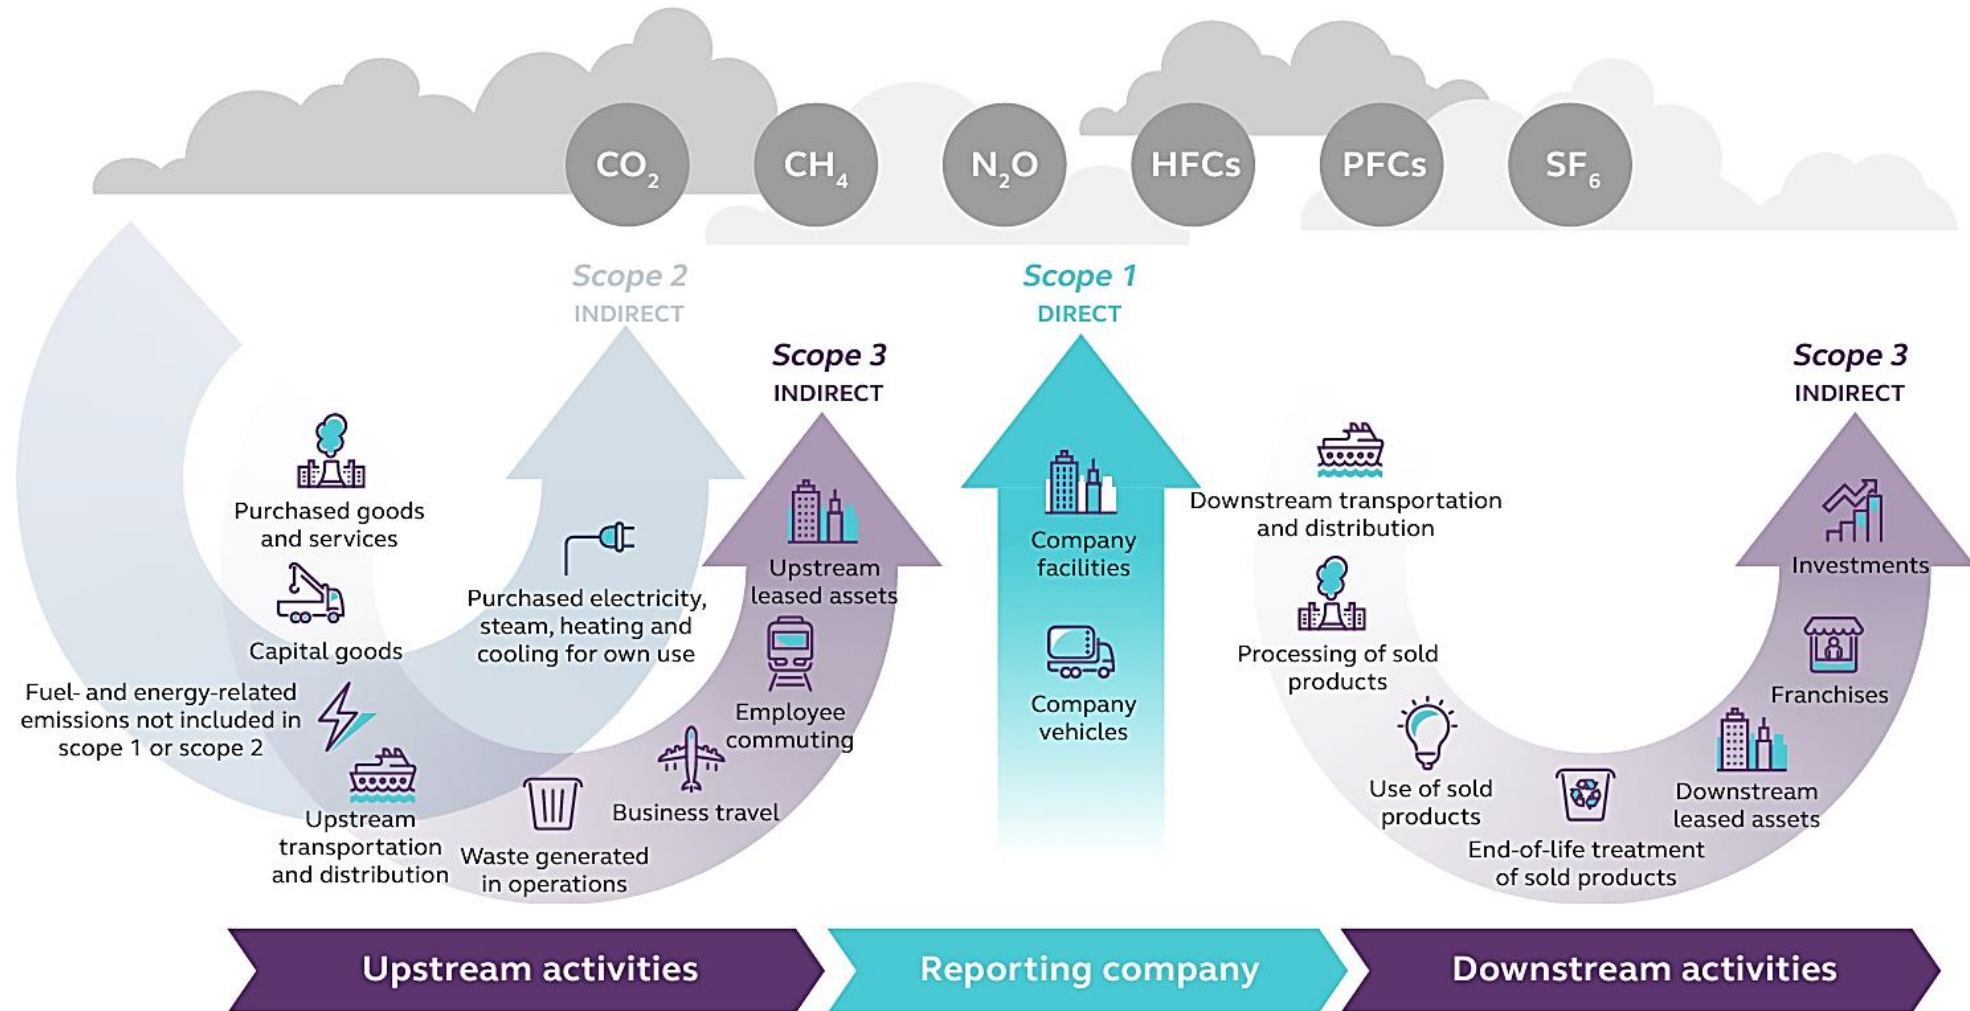 CO2
CH4
N2O
HFCs
PFCs
SF6
Scope 2
INDIRECT
Scope 1
DIRECT
Scope 3
INDIRECT
Scope 3
INDIRECT
Purchased goods
and services
Capital goods
Fuel- and energy-related
emissions not included in
scope 1 or scope 2
Upstream
transportation
and distribution
Waste generated
in operations
Business travel
Employee
commuting
Upstream
leased assets
Purchased electricity,
steam, heating and
cooling for own use
Company
facilities
Company
vehicles
Downstream transportation
and distribution
Processing of sold
products
Use of sold
products
End-of-life treatment
of sold products
Downstream
leased assets
Franchises
Investments
Upstream activities
Reporting company
Downstream activities